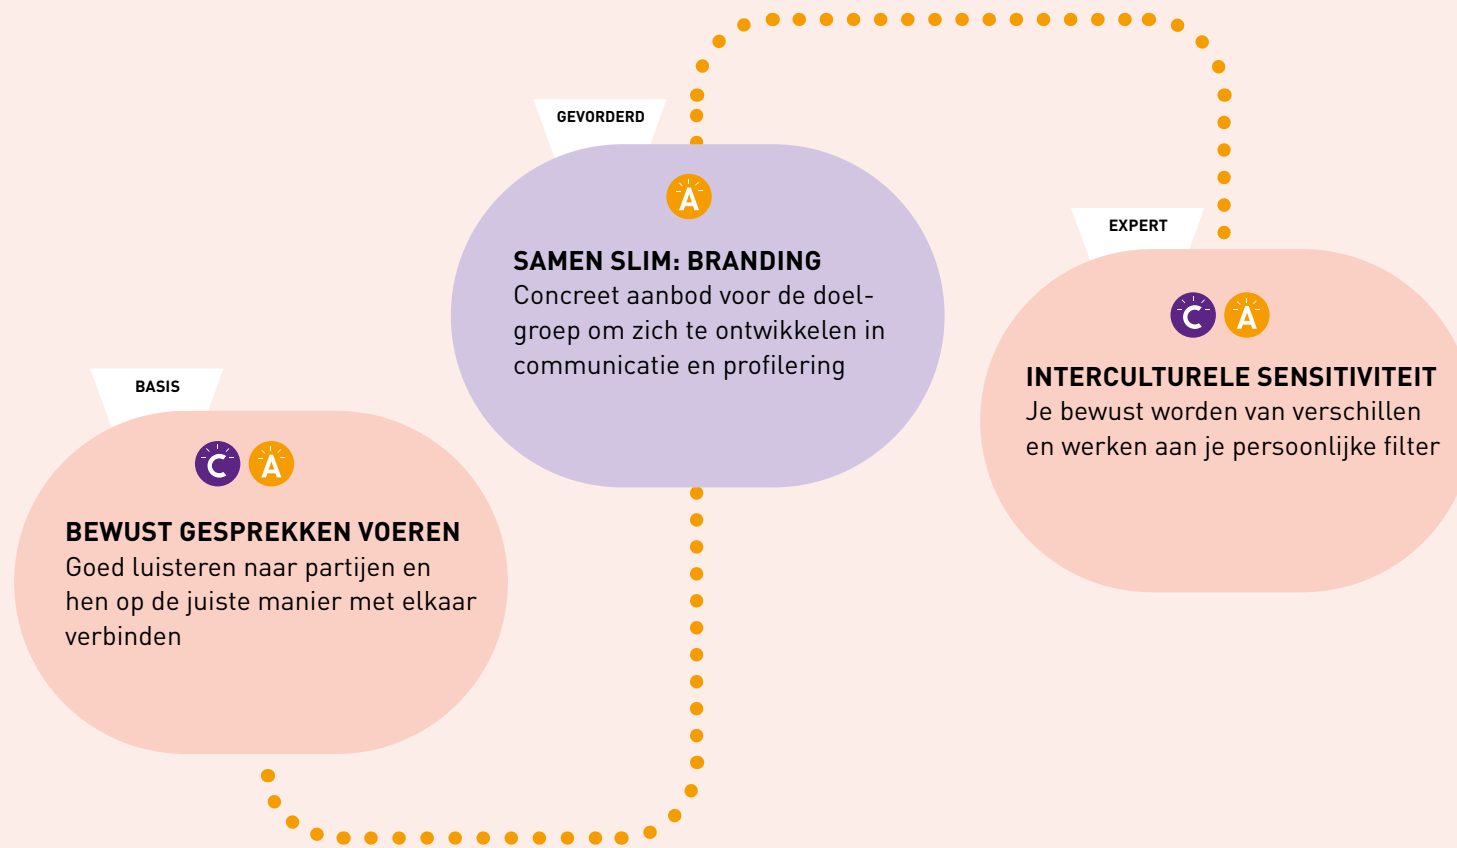 GEVORDERD
A
SAMEN SLIM: BRANDING
Concreet aanbod voor de doel-
groep om zich te ontwikkelen in
communicatie en profilering
EXPERT
C A
INTERCULTURELE SENSITIVITEIT
Je bewust worden van verschillen
en werken aan je persoonlijke filter
BASIS
C A
BEWUST GESPREKKEN VOEREN
Goed luisteren naar partijen en
hen op de juiste manier met elkaar
verbinden